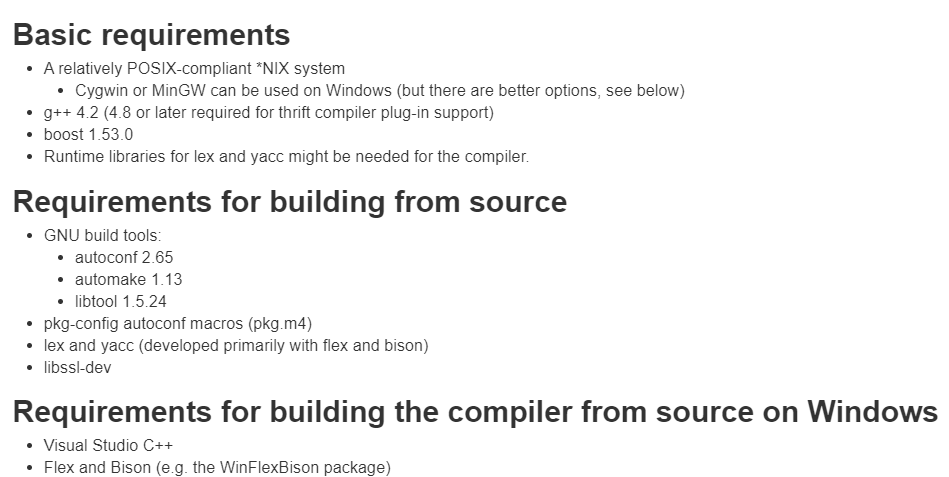 Basic requirements
A relatively POSIX-compliant *NIX system
Cygwin or MinGW can be used on Windows (but there are better options, see below)
g++ 4.2 (4.8 or later required for thrift compiler plug-in support)
boost 1.53.0
Runtime libraries for lex and yacc might be needed for the compiler.
Requirements for building from source
GNU build tools:
autoconf 2.65
automake 1.13
libtool 1.5.24
pkg-config autoconf macros (pkg.m4)
lex and yacc (developed primarily with flex and bison)
libssl-dev
Requirements for building the compiler from source on Windows
Visual Studio C++
Flex and Bison (e.g. the WinFlexBison package)